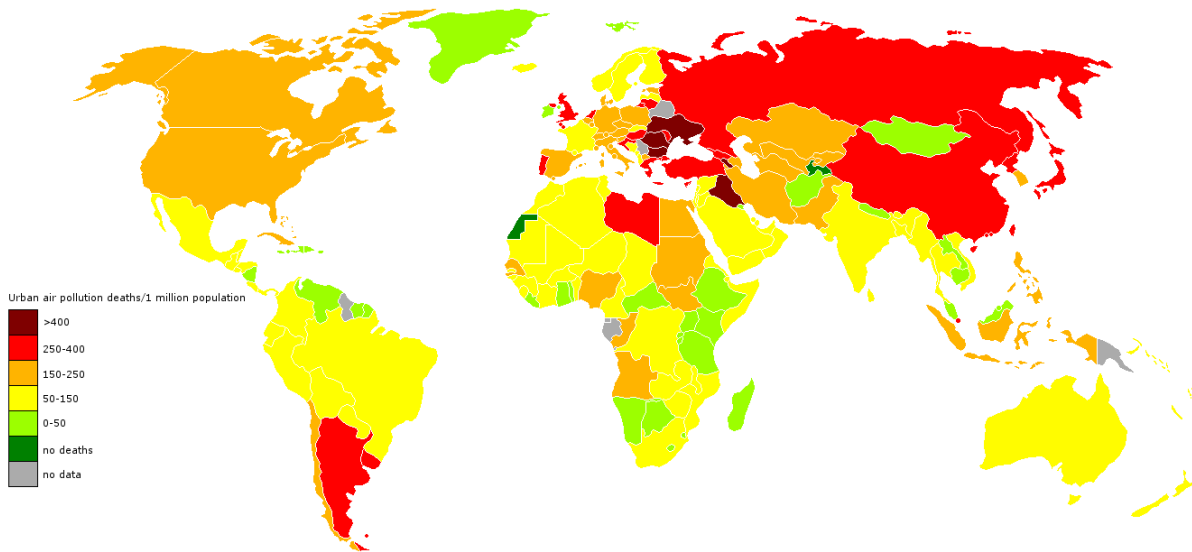 Urban air pollution deaths/1 million population
>400
250-400
150-250
50-150
0-50
no deaths
no data